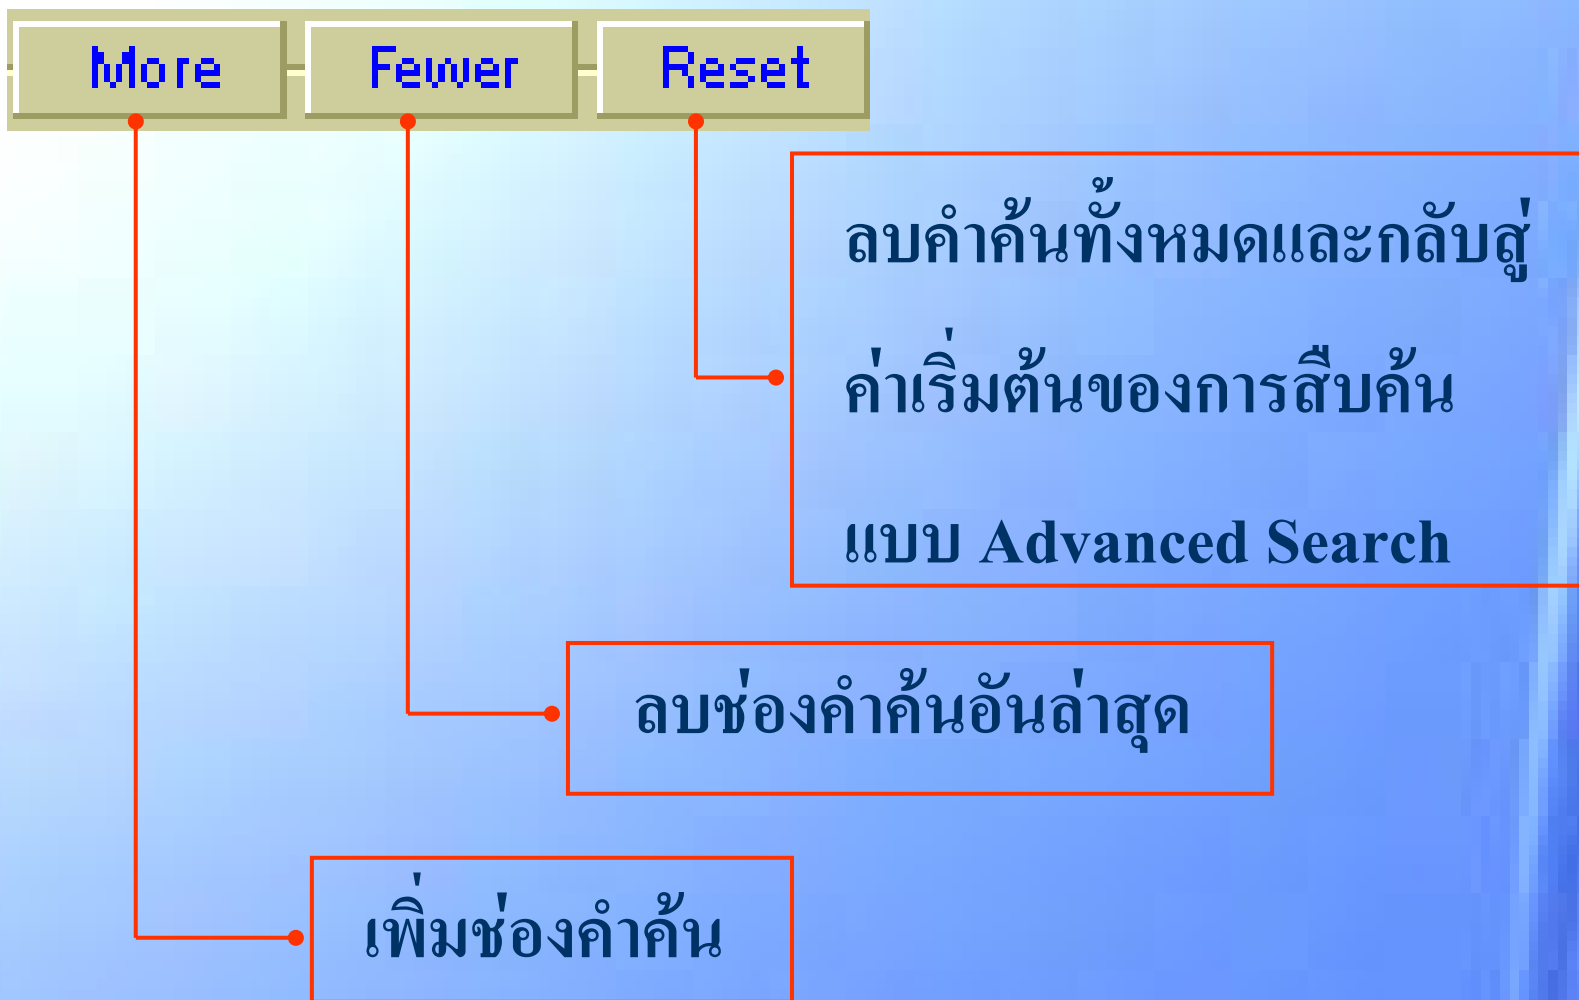 More Fewer Reset
ลบคำค้นทั้งหมดและกลับสู่
ค่าเริ่มต้นของการสืบค้น
แบบ Advanced Search
ลบช่องคำค้นอันล่าสุด
เพิ่มช่องคำค้น